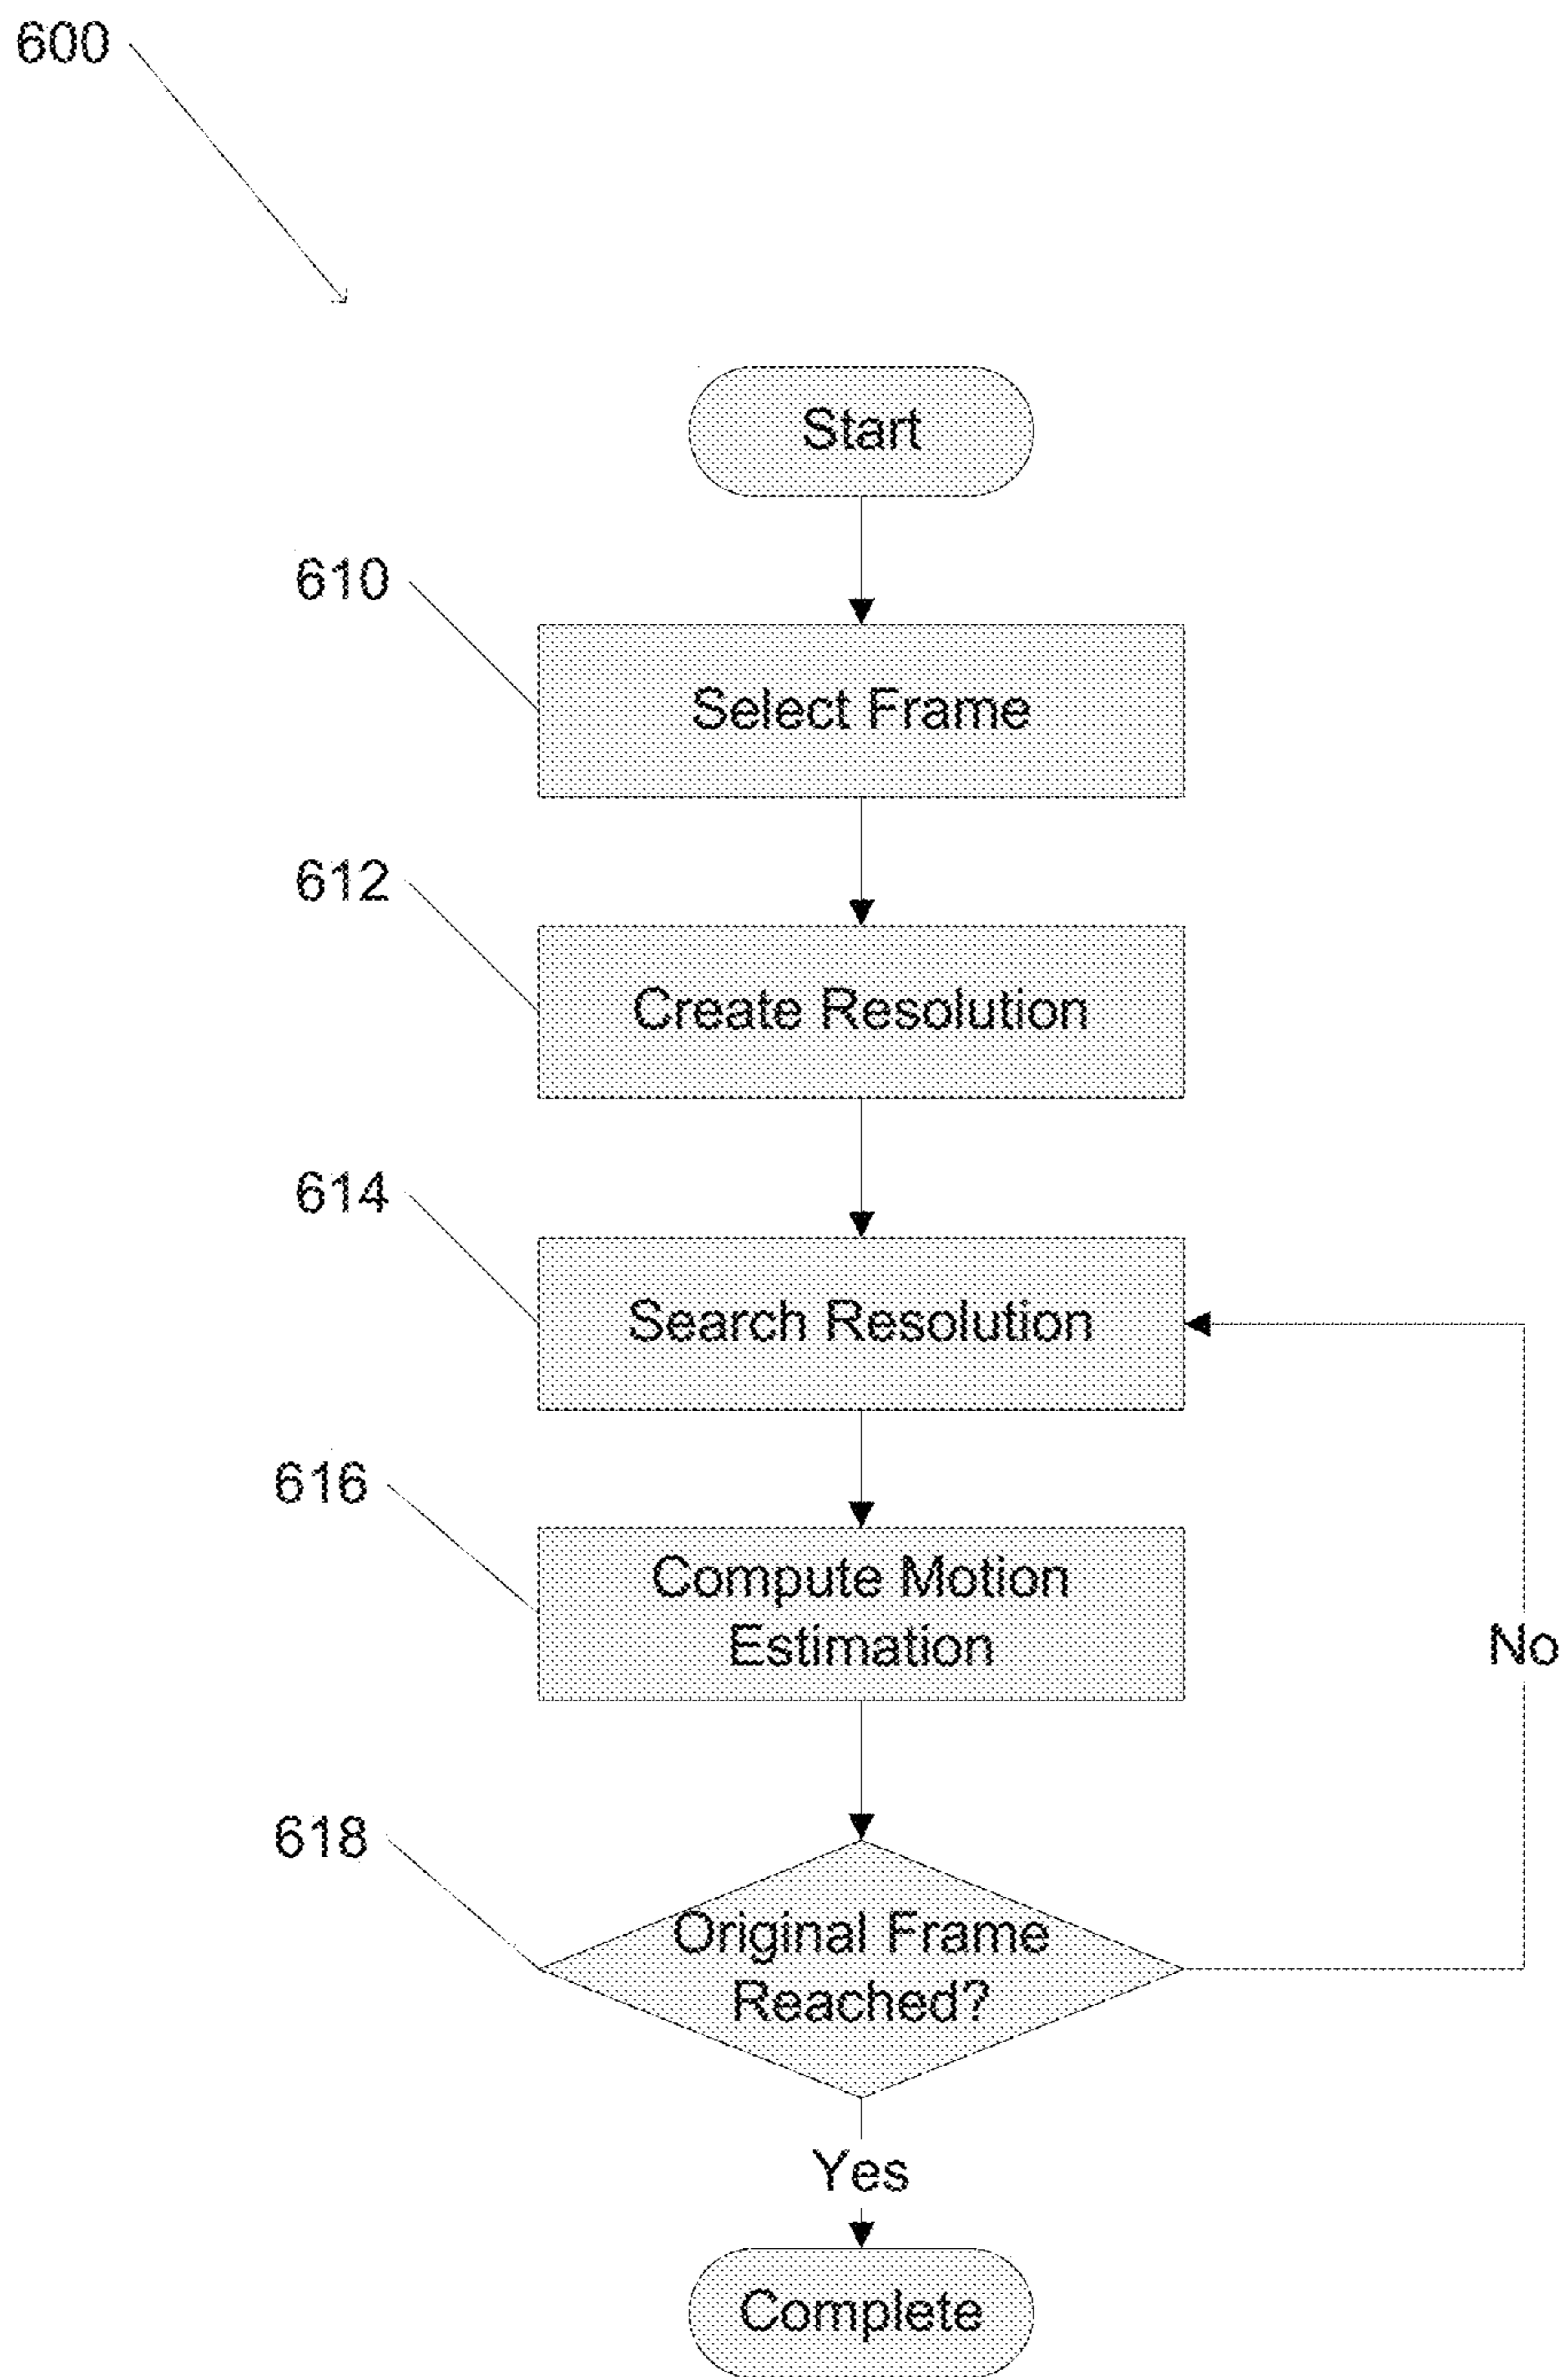 600
Start
610
Select Frame
612
Create Resolution
614
Search Resolution
616
Compute Motion
Estimation
No
618
Original Frame
Reached?
Yes
Complete